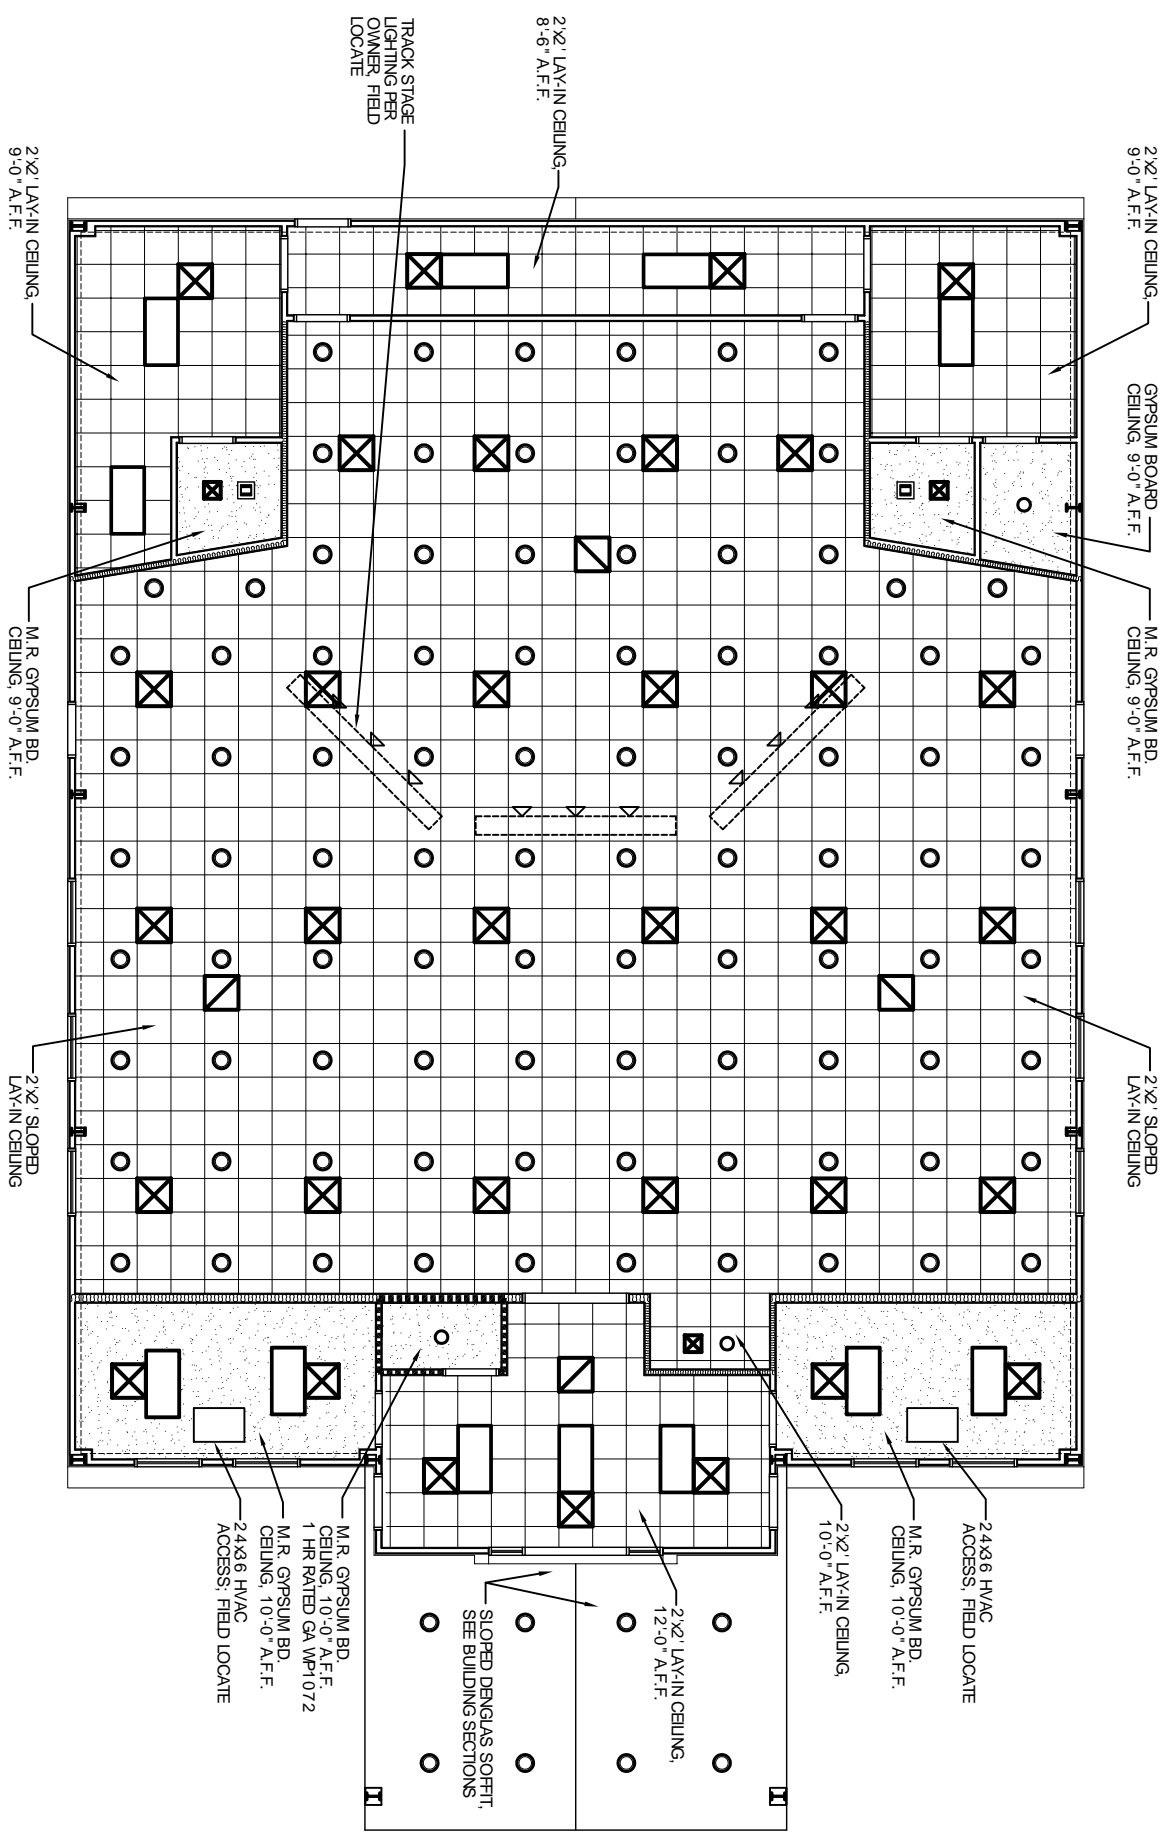 2'x2' LAY-IN CEILING,
9'-0" A.F.F.
GYPSUM BOARD
CEILING, 9'-0" A.F.F.
M.R. GYPSUM BD.
CEILING, 9'-0" A.F.F.
2'x2' SLOPED
LAY-IN CEILING
24X36 HVAC
ACCESS, FIELD LOCATE
M.R. GYPSUM BD.
CEILING, 10'-0" A.F.F.
2'x2' LAY-IN CEILING,
10'-0" A.F.F.
2'x2' LAY-IN CEILING,
12'-0" A.F.F.
2'x2' LAY-IN CEILING,
8'-6" A.F.F.
TRACK STAGE
LIGHTING PER
OWNER, FIELD
LOCATE
SLOPED DENGLAS SOFFIT,
SEE BUILDING SECTIONS
M.R. GYPSUM BD.
CEILING, 10'-0" A.F.F.
1 HR RATED GA WP1072
M.R. GYPSUM BD.
CEILING, 10'-0" A.F.F.
24X36 HVAC
ACCESS; FIELD LOCATE
2'x2' LAY-IN CEILING,
9'-0" A.F.F.
M.R. GYPSUM BD.
CEILING, 9'-0" A.F.F.
2'x2' SLOPED
LAY-IN CEILING